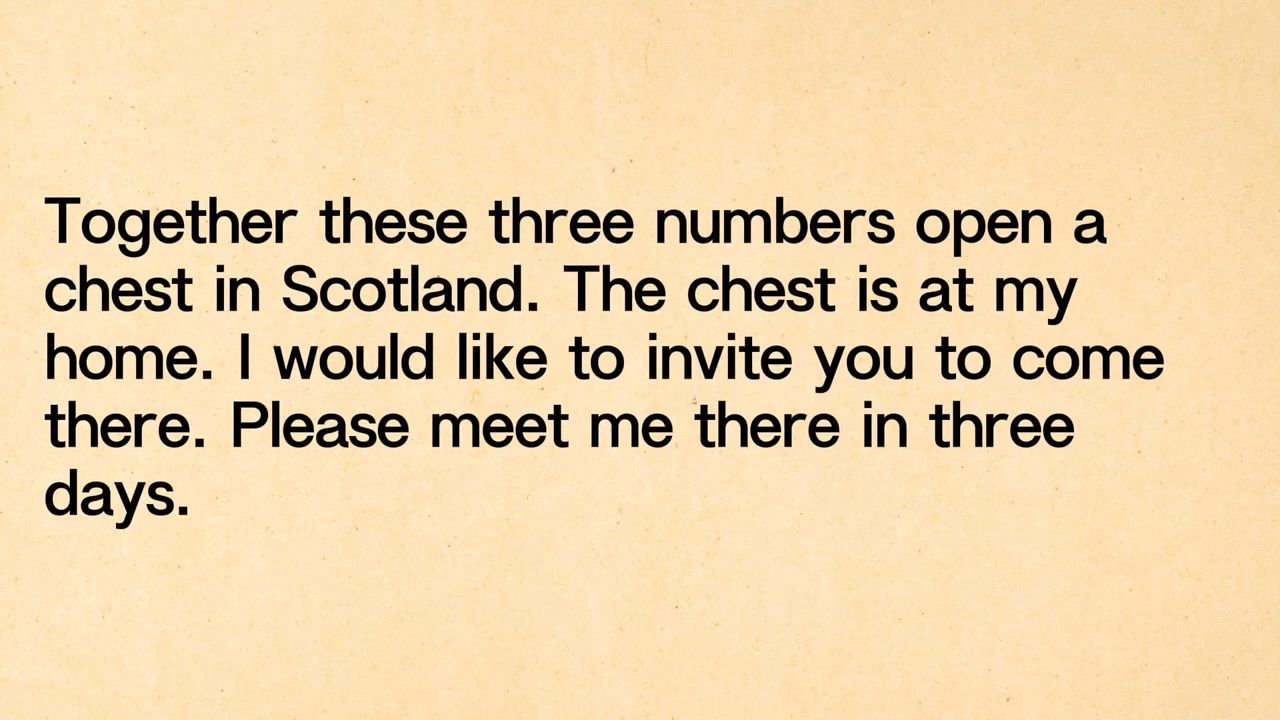 Together these three numbers open a
chest in Scotland. The chest is at my
home. I would like to invite you to come
there. Please meet me there in three
days.